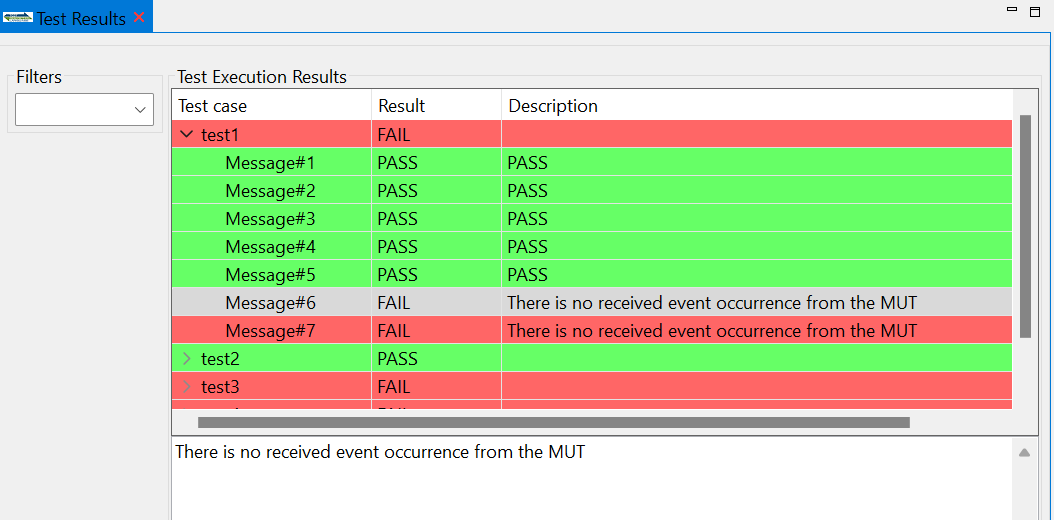 Test Results
Filters
Test Execution Results
Test case Result Description
test1 FAIL
Message#1 PASS PASS
Message#2 PASS PASS
Message#3 PASS PASS
Message#4 PASS PASS
Message#5 PASS PASS
Message#6 FAIL There is no received event occurrence from the MUT
Message#7 FAIL There is no received event occurrence from the MUT
test2 PASS
test3 FAIL
There is no received event occurrence from the MUT